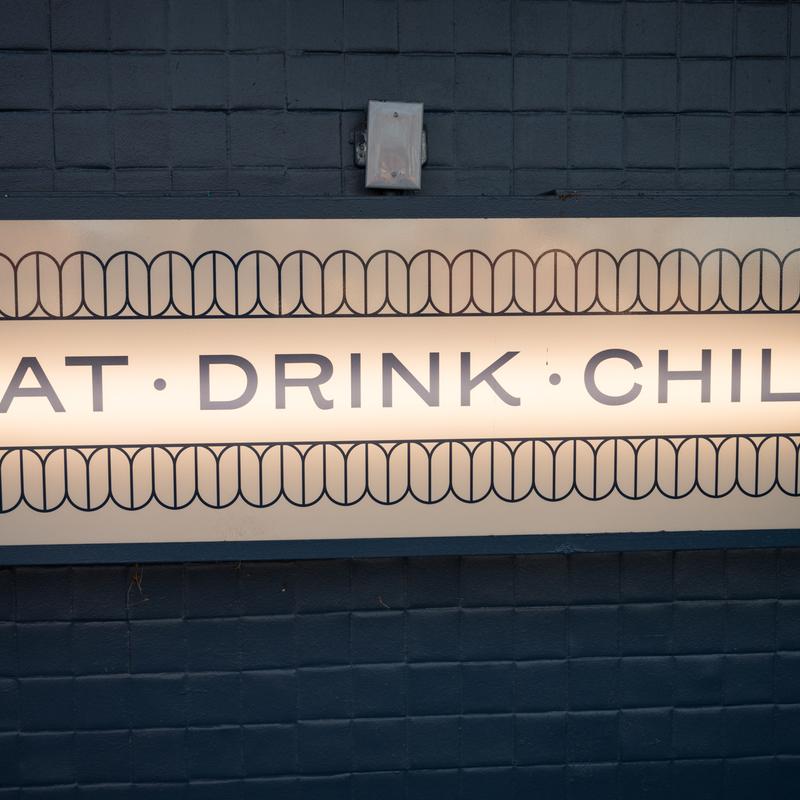 AT · DRINK · CHIL